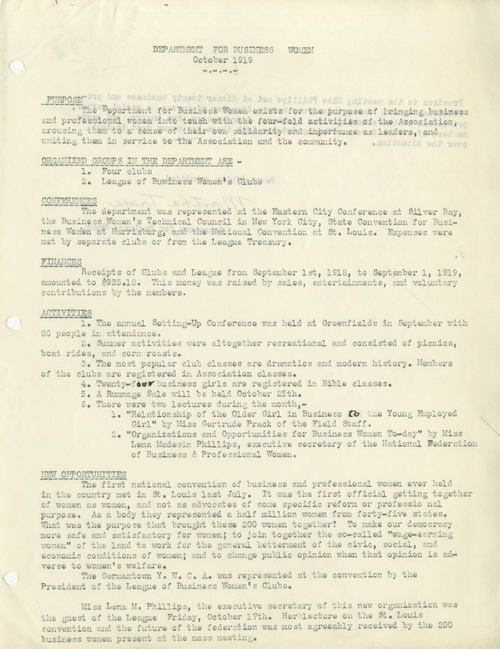 DEPARTMENT FOR BUSINESS WOMEN
October 1919
-.-.-.-
PURPOSE
"The Department for Business Women exists for the purpose of bringing business
and professional women into touch with the four-fold activities of the Association,
arousing them to a sense of their own solidarity and importance as leaders, and
uniting them in service to the Association and the community.
ORGANIZED GROUPS IN THE DEPARTMENT ARE -
1. Four clubs
2. League of Business Women's Clubs
CONFERENCES
The department was represented at the Eastern City Conference at Silver Bay,
the Business Women's Technical Council in New York City, State Convention for Busi-
ness Women at Harrisburg, and the National Convention at St. Louis. Expenses were
met by separate clubs or from the League Treasury.
FINANCES
Receipts of Clubs and League from September 1st, 1918, to September 1, 1919,
amounted to $935.18. This money was raised by sales, entertainments, and voluntary
contributions by the members.
ACTIVITIES
1. The annual Setting-Up Conference was held at Greenfields in September with
80 people in attendance.
2. Summer activities were altogether recreational and consisted of picnics,
boat rides, and corn roasts.
3. The most popular club classes are dramatics and modern history. Members
of the clubs are registered in Association classes.
4. Twenty-four business girls are registered in Bible classes.
5. A Rummage Sale will be held October 25th.
6. There were two lectures during the month,-
1. "Relationship of the Older Girl in Business to the Young Employed
Girl" by Miss Gertrude Prack of the Field Staff.
2. "Organizations and Opportunities for Business Women To-day" by Miss
Lena Madesin Phillips, executive secretary of the National Federation
of Business & Professional Women.
NEW OPPORTUNITIES
The first national convention of business and professional women ever held
in the country met in St. Louis last July. It was the first official getting together
of women as women, and not as advocates of some specific reform or professional
purpose. As a body they represented a half million women from forty-five states.
What was the purpose that brought these 200 women together! To make our democracy
more safe and satisfactory for women; to join together the so-called "wage-earning
women" of the land to work for the general betterment of the civic, social, and
economic conditions of women; and to change public opinion when that opinion is ad-
verse to women's welfare.
The Germantown Y. W. C. A. was represented at the convention by the
President of the League of Business Women's Clubs.
Miss Lena M. Phillips, the executive secretary of this new organization was
the guest of the League Friday, October 17th. Her lecture on the St. Louis
convention and the future of the federation was most agreeably received by the 200
business women present at the mass meeting.